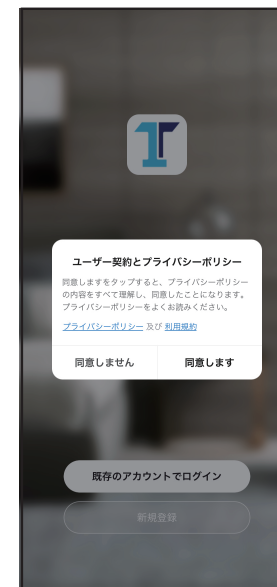 ユーザー契約とプライバシーポリシー
同意しますをタップすると、プライバシーポリシー
の内容をすべて理解し、同意したことになります。
プライバシーポリシーをよくお読みください。
プライバシーポリシー 及び 利用規約
同意しません 同意します
既存のアカウントでログイン
新規登録